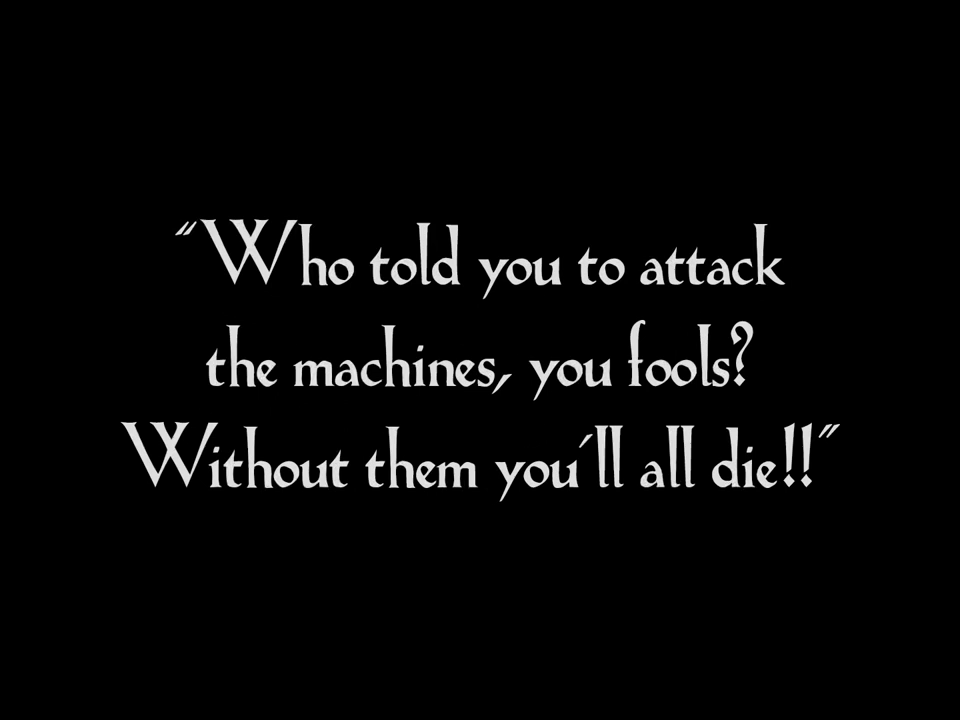 “Who told you to attack
the machines, you fools?
Without them you´ll all die!!”